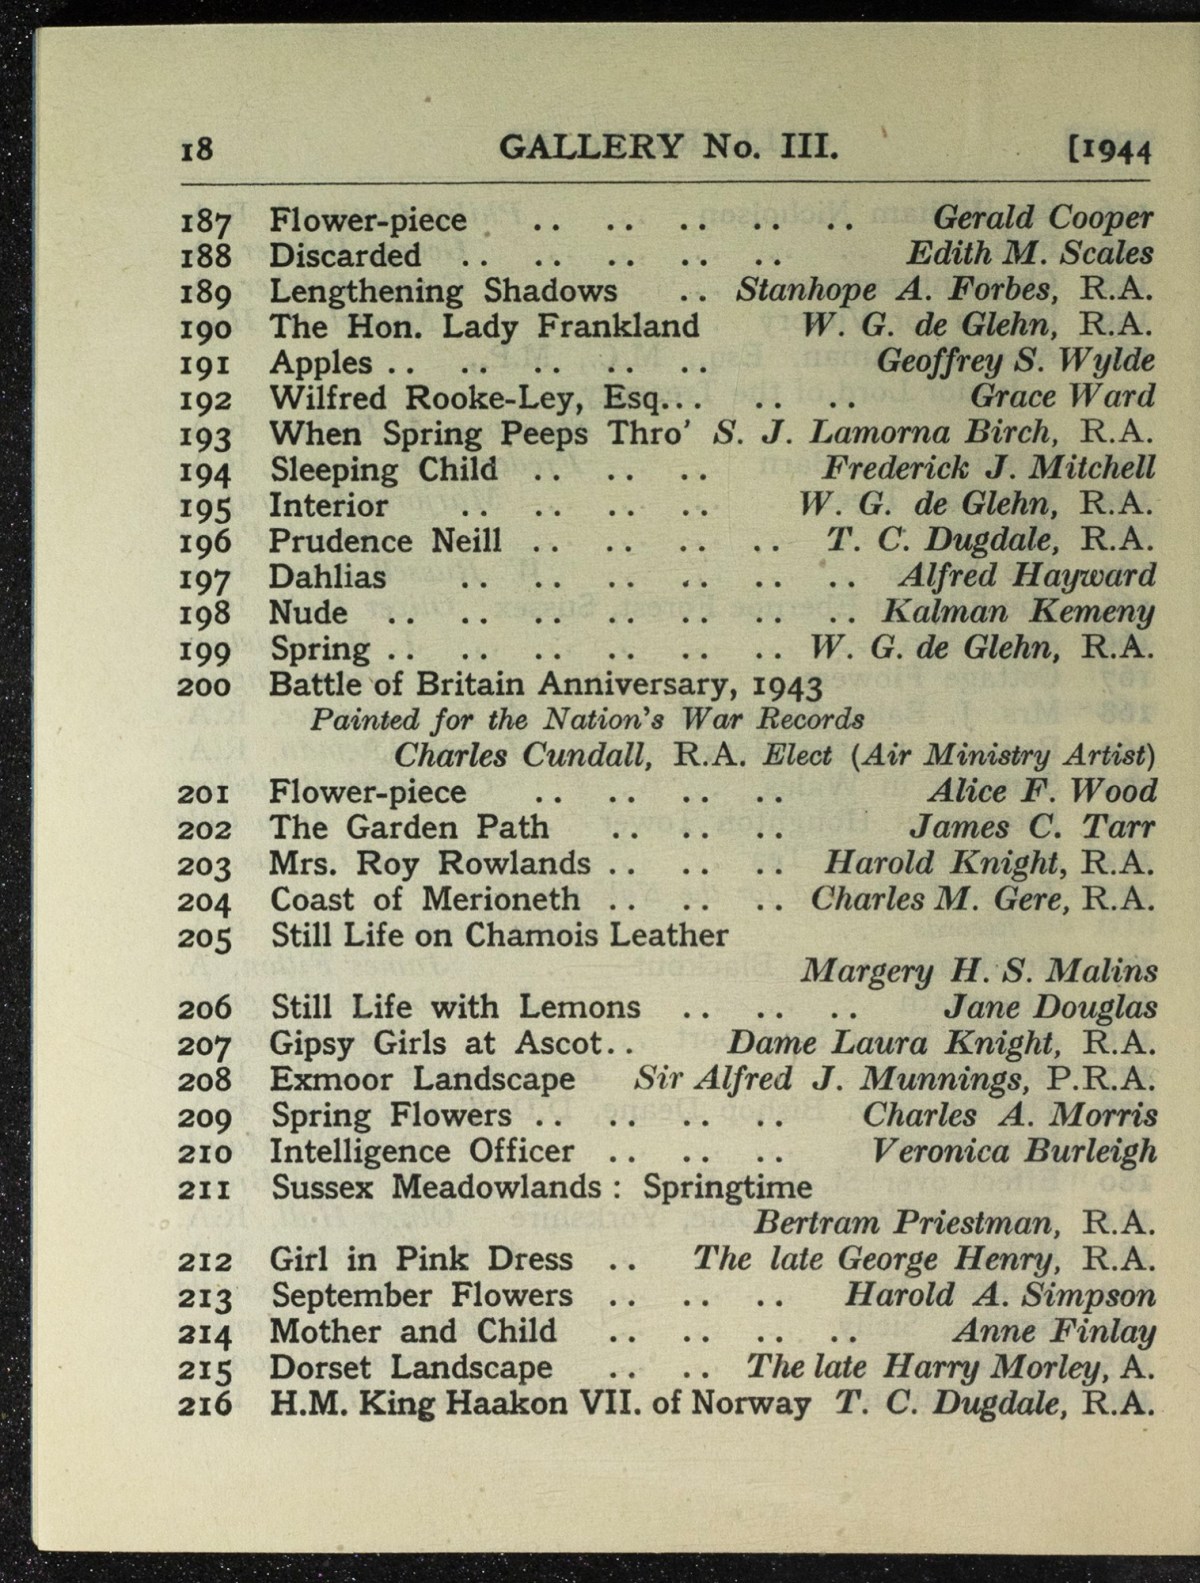 18 GALLERY No. III. [1944
187 Flower-piece .. .. .. .. .. Gerald Cooper
188 Discarded .. .. .. .. .. Edith M. Scales
189 Lengthening Shadows .. Stanhope A. Forbes, R.A.
190 The Hon. Lady Frankland W. G. de Glehn, R.A.
191 Apples .. .. .. .. .. Geoffrey S. Wylde
192 Wilfred Rooke-Ley, Esq... .. .. Grace Ward
193 When Spring Peeps Thro' S. J. Lamorna Birch, R.A.
194 Sleeping Child .. .. .. Frederick J. Mitchell
195 Interior .. .. .. .. W. G. de Glehn, R.A.
196 Prudence Neill .. .. .. .. T. C. Dugdale, R.A.
197 Dahlias .. .. .. .. .. .. Alfred Hayward
198 Nude .. .. .. .. .. .. .. Kalman Kemeny
199 Spring .. .. .. .. .. .. W. G. de Glehn, R.A.
200 Battle of Britain Anniversary, 1943
Painted for the Nation's War Records
Charles Cundall, R.A. Elect (Air Ministry Artist)
201 Flower-piece .. .. .. .. Alice F. Wood
202 The Garden Path .. .. .. James C. Tarr
203 Mrs. Roy Rowlands .. .. .. Harold Knight, R.A.
204 Coast of Merioneth .. .. .. Charles M. Gere, R.A.
205 Still Life on Chamois Leather
Margery H. S. Malins
206 Still Life with Lemons .. .. .. Jane Douglas
207 Gipsy Girls at Ascot.. Dame Laura Knight, R.A.
208 Exmoor Landscape Sir Alfred J. Munnings, P.R.A.
209 Spring Flowers .. .. .. .. Charles A. Morris
210 Intelligence Officer .. .. .. Veronica Burleigh
211 Sussex Meadowlands : Springtime
Bertram Priestman, R.A.
212 Girl in Pink Dress .. The late George Henry, R.A.
213 September Flowers .. .. .. Harold A. Simpson
214 Mother and Child .. .. .. .. Anne Finlay
215 Dorset Landscape .. .. The late Harry Morley, A.
216 H.M. King Haakon VII. of Norway T. C. Dugdale, R.A.